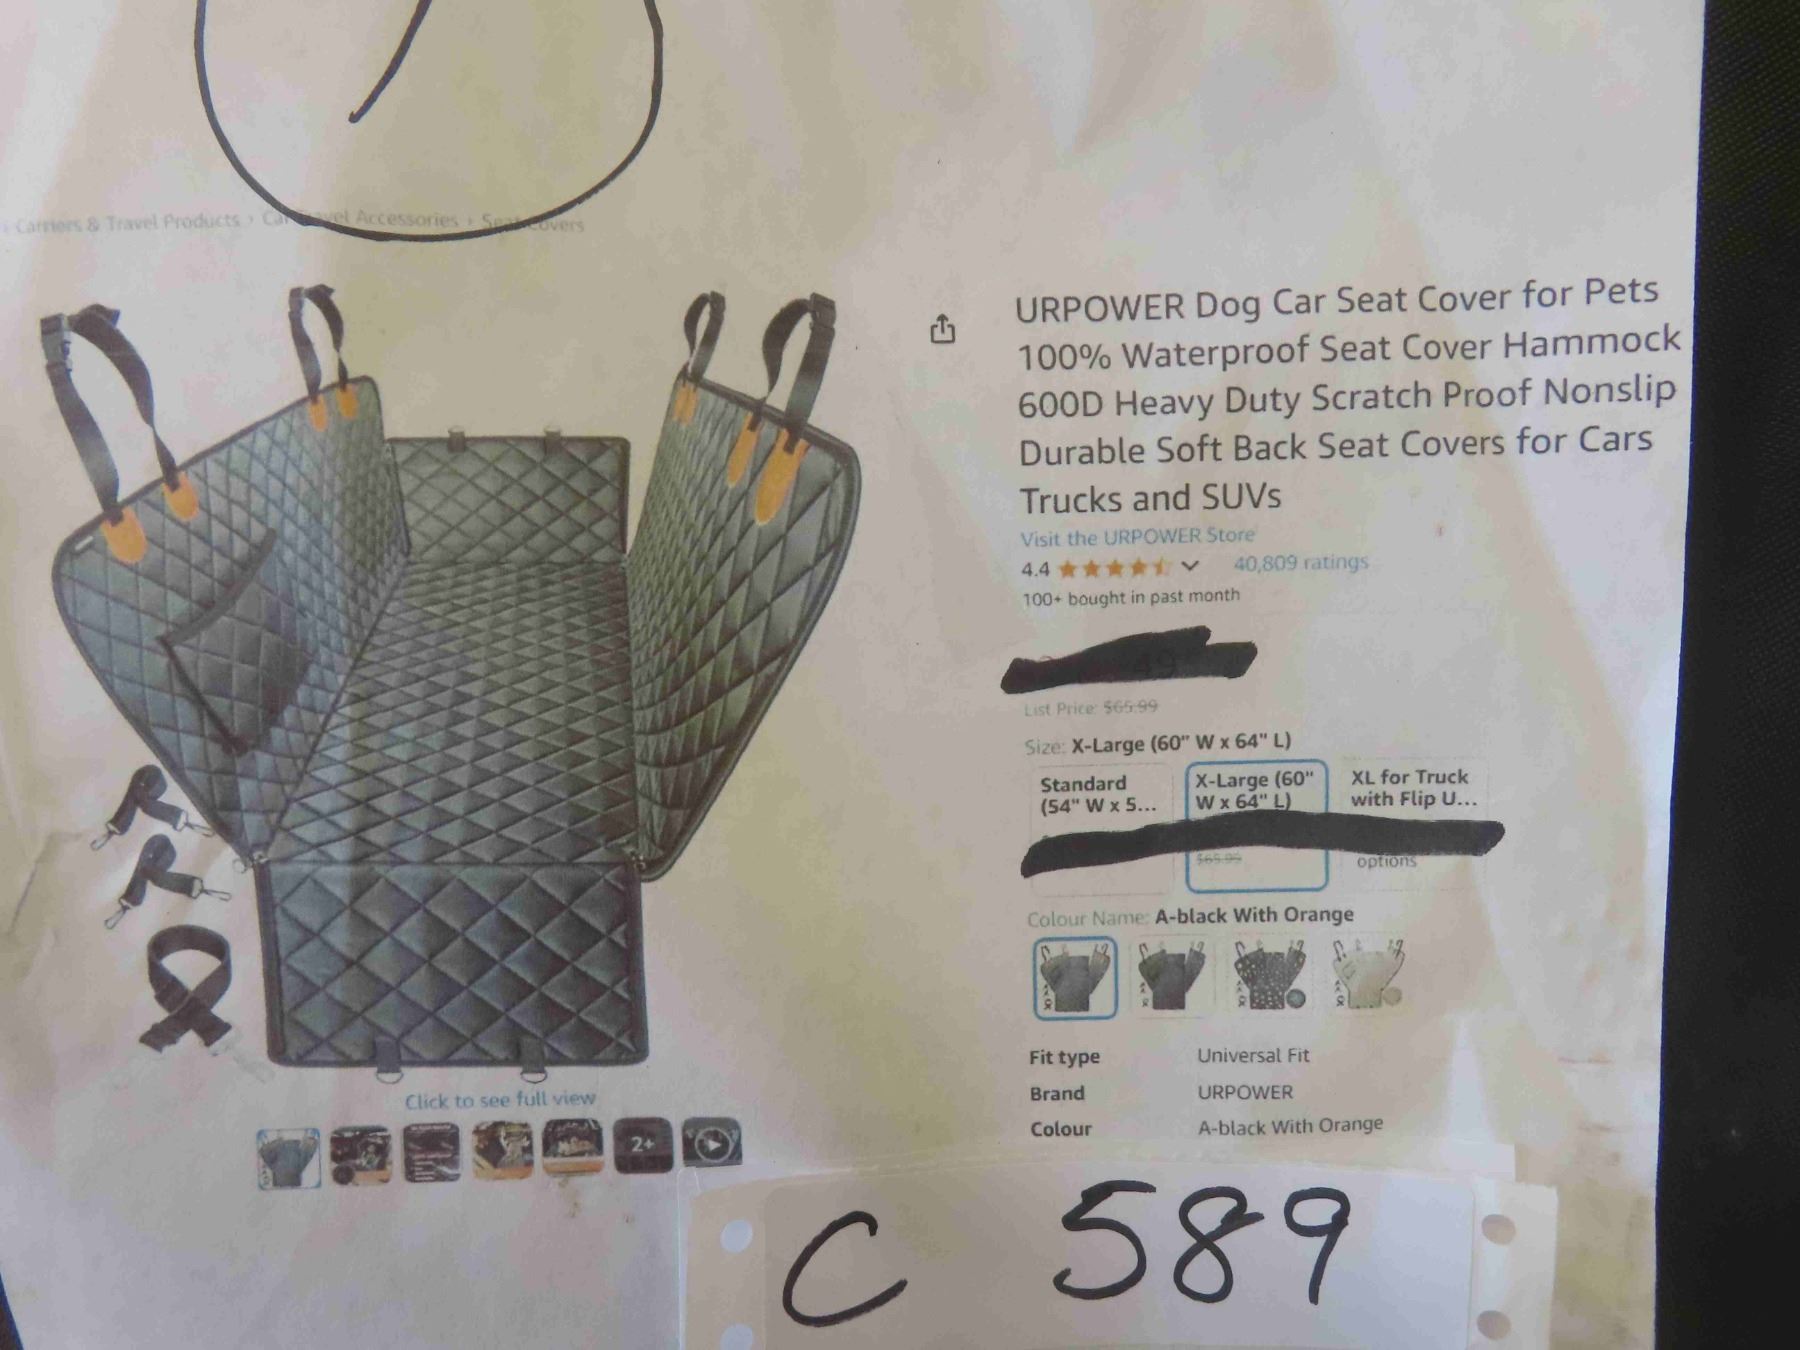 Carriers & Travel Products › Car Travel Accessories › Seat Covers
URPOWER Dog Car Seat Cover for Pets
100% Waterproof Seat Cover Hammock
600D Heavy Duty Scratch Proof Nonslip
Durable Soft Back Seat Covers for Cars
Trucks and SUVs
Visit the URPOWER Store
4.4 40,809 ratings
100+ bought in past month
49
List Price: $65.99
Size: X-Large (60" W x 64" L)
Standard
(54" W x 5...
X-Large (60"
W x 64" L)
$65.99
XL for Truck
with Flip U...
options
Colour Name: A-black With Orange
Fit type Universal Fit
Brand URPOWER
Colour A-black With Orange
Click to see full view
2+
C 589